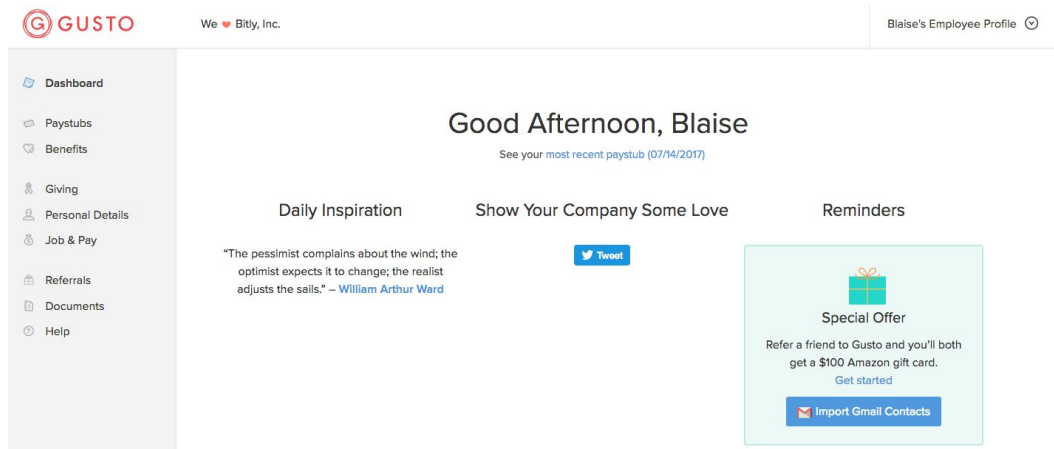 GUSTO
We ❤ Bitly, Inc.
Blaise's Employee Profile
Dashboard
Paystubs
Benefits
Giving
Personal Details
Job & Pay
Referrals
Documents
Help
Good Afternoon, Blaise
See your most recent paystub (07/14/2017)
Daily Inspiration
"The pessimist complains about the wind; the
optimist expects it to change; the realist
adjusts the sails." – William Arthur Ward
Show Your Company Some Love
Tweet
Reminders
Special Offer
Refer a friend to Gusto and you'll both
get a $100 Amazon gift card.
Get started
Import Gmail Contacts